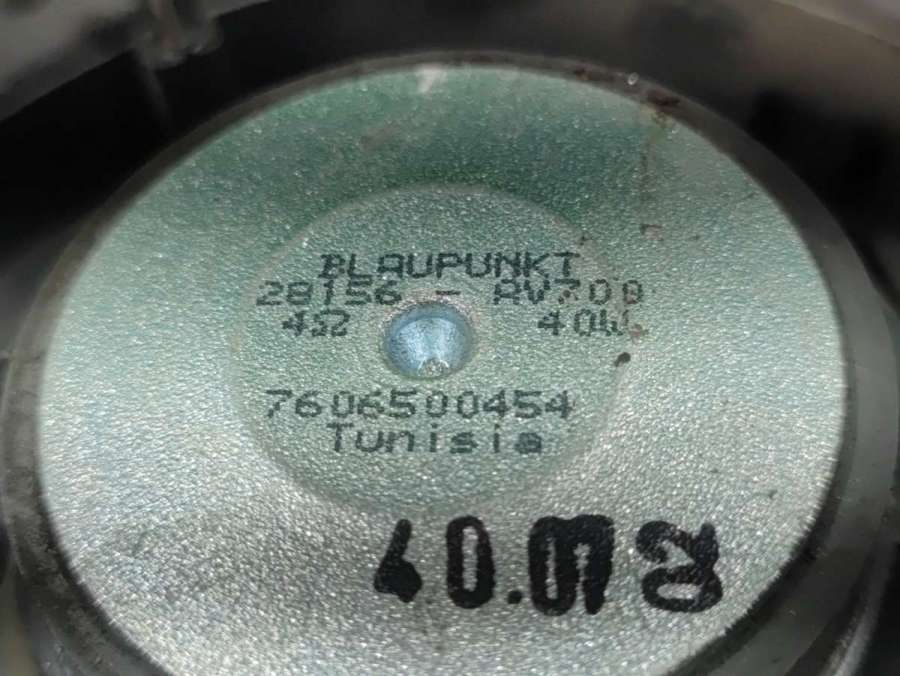 BLAUPUNKT
28156 - AV700
4Ω 40W
7606500454
Tunisia